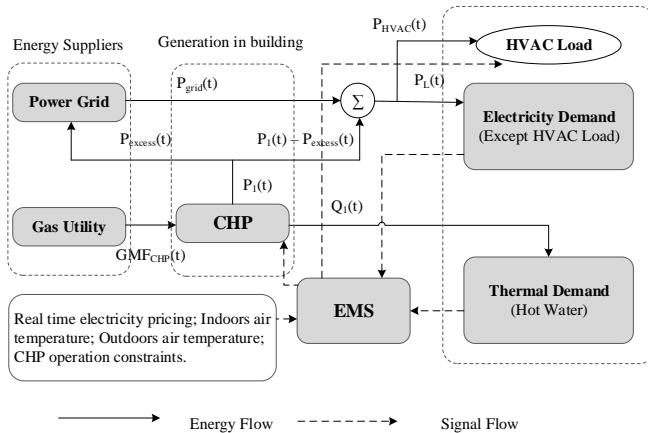 P_HVAC(t)
Energy Suppliers
Generation in building
HVAC Load
P_grid(t)
P_L(t)
Power Grid
Σ
Electricity Demand
(Except HVAC Load)
P_excess(t)
P_1(t) – P_excess(t)
P_1(t)
Gas Utility
CHP
Q_1(t)
GMF_CHP(t)
EMS
Thermal Demand
(Hot Water)
Real time electricity pricing; Indoors air
temperature; Outdoors air temperature;
CHP operation constraints.
Energy Flow
Signal Flow